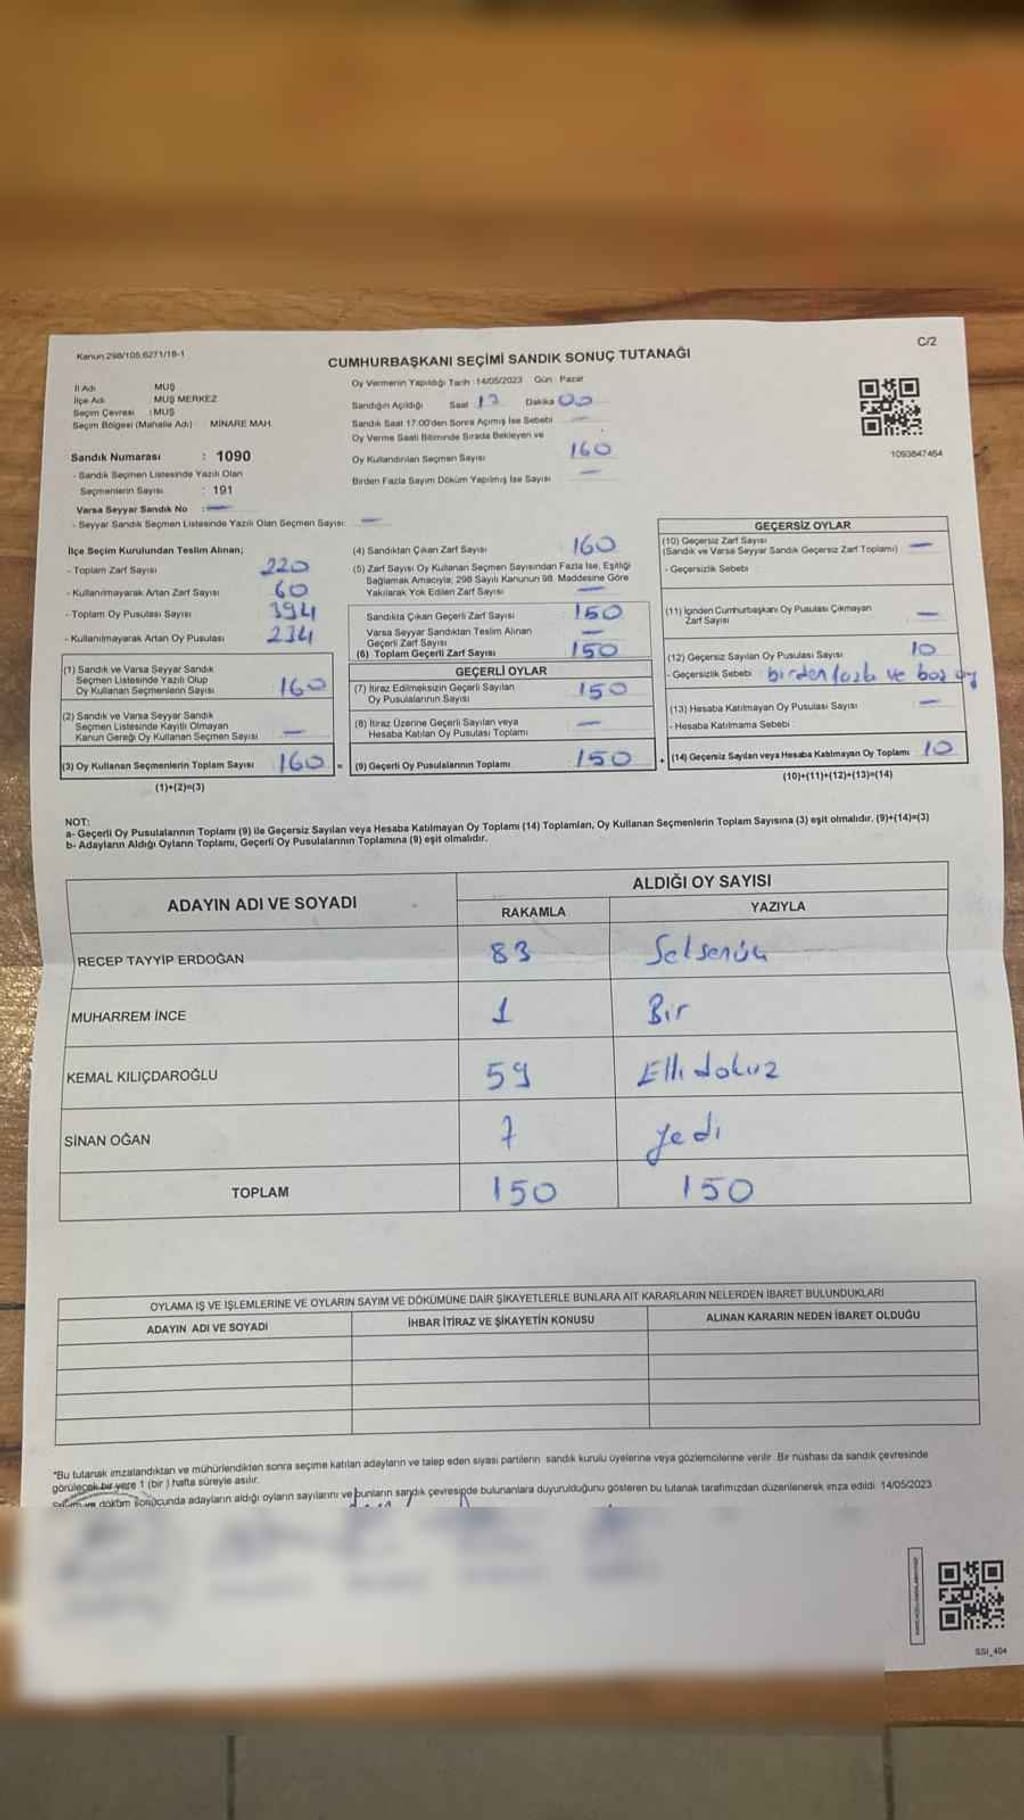 Kanun 298/105,6271/18-1
C/2
CUMHURBAŞKANI SEÇİMİ SANDIK SONUÇ TUTANAĞI
İl Adı MUŞ
İlçe Adı MUŞ MERKEZ
Seçim Çevresi : MUŞ
Seçim Bölgesi (Mahalle Adı) MİNARE MAH.
Sandık Numarası : 1090
- Sandık Seçmen Listesinde Yazılı Olan
Seçmenlerin Sayısı : 191
Varsa Seyyar Sandık No : —
- Seyyar Sandık Seçmen Listesinde Yazılı Olan Seçmen Sayısı: —
Oy Vermenin Yapıldığı Tarih : 14/05/2023 Gün : Pazar
Sandığın Açıldığı Saat 17 Dakika 00
Sandık Saat 17:00'den Sonra Açımış İse Sebebi —
Oy Verme Saati Bitiminde Sırada Bekleyen ve
Oy Kullandırılan Seçmen Sayısı 160
Birden Fazla Sayım Döküm Yapılmış İse Sayısı —
1093847464
İlçe Seçim Kurulundan Teslim Alınan;
- Toplam Zarf Sayısı 220
- Kullanılmayarak Artan Zarf Sayısı 60
- Toplam Oy Pusulası Sayısı 394
- Kullanılmayarak Artan Oy Pusulası 234
(1) Sandık ve Varsa Seyyar Sandık
Seçmen Listesinde Yazılı Olup
Oy Kullanan Seçmenlerin Sayısı 160
(2) Sandık ve Varsa Seyyar Sandık
Seçmen Listesinde Kayıtlı Olmayan
Kanun Gereği Oy Kullanan Seçmen Sayısı —
(3) Oy Kullanan Seçmenlerin Toplam Sayısı 160 =
(1)+(2)=(3)
(4) Sandıktan Çıkan Zarf Sayısı 160
(5) Zarf Sayısı Oy Kullanan Seçmen Sayısından Fazla İse, Eşitliği
Bağlamak Amacıyla; 298 Sayılı Kanunun 98. Maddesine Göre
Yakılarak Yok Edilen Zarf Sayısı —
Sandıkta Çıkan Geçerli Zarf Sayısı 150
Varsa Seyyar Sandıktan Teslim Alınan
Geçerli Zarf Sayısı —
(6) Toplam Geçerli Zarf Sayısı 150
GEÇERLİ OYLAR
(7) İtiraz Edilmeksizin Geçerli Sayılan
Oy Pusulalarının Sayısı 150
(8) İtiraz Üzerine Geçerli Sayılan veya
Hesaba Katılan Oy Pusulası Toplamı —
(9) Geçerli Oy Pusulalarının Toplamı 150 +
GEÇERSİZ OYLAR
(10) Geçersiz Zarf Sayısı
(Sandık ve Varsa Seyyar Sandık Geçersiz Zarf Toplamı) —
- Geçersizlik Sebebi
(11) İçinden Cumhurbaşkanı Oy Pusulası Çıkmayan
Zarf Sayısı —
(12) Geçersiz Sayılan Oy Pusulası Sayısı 10
- Geçersizlik Sebebi birden fazla ve boş oy
(13) Hesaba Katılmayan Oy Pusulası Sayısı —
- Hesaba Katılmama Sebebi
(14) Geçersiz Sayılan veya Hesaba Katılmayan Oy Toplamı 10
(10)+(11)+(12)+(13)=(14)
NOT:
a- Geçerli Oy Pusulalarının Toplamı (9) ile Geçersiz Sayılan veya Hesaba Katılmayan Oy Toplamı (14) Toplamları, Oy Kullanan Seçmenlerin Toplam Sayısına (3) eşit olmalıdır. (9)+(14)=(3)
b- Adayların Aldığı Oyların Toplamı, Geçerli Oy Pusulalarının Toplamına (9) eşit olmalıdır.
ADAYIN ADI VE SOYADI ALDIĞI OY SAYISI
RAKAMLA YAZIYLA
RECEP TAYYİP ERDOĞAN 83 Seksenüç
MUHARREM İNCE 1 Bir
KEMAL KILIÇDAROĞLU 59 Elli dokuz
SİNAN OĞAN 7 yedi
TOPLAM 150 150
OYLAMA İŞ VE İŞLEMLERİNE VE OYLARIN SAYIM VE DÖKÜMÜNE DAİR ŞİKAYETLERLE BUNLARA AİT KARARLARIN NELERDEN İBARET BULUNDUKLARI
ADAYIN ADI VE SOYADI İHBAR İTİRAZ VE ŞİKAYETİN KONUSU ALINAN KARARIN NEDEN İBARET OLDUĞU
*Bu tutanak imzalandıktan ve mühürlendikten sonra seçime katılan adayların ve talep eden siyasi partilerin sandık kurulu üyelerine veya gözlemcilerine verilir. Bir nüshası da sandık çevresinde
görülecek bir yere 1 (bir) hafta süreyle asılır.
Sayım ve döküm sonucunda adayların aldığı oyların sayılarını ve bunların sandık çevresinde bulunanlara duyurulduğunu gösteren bu tutanak tarafımızdan düzenlenerek imza edildi. 14/05/2023
SSI_404